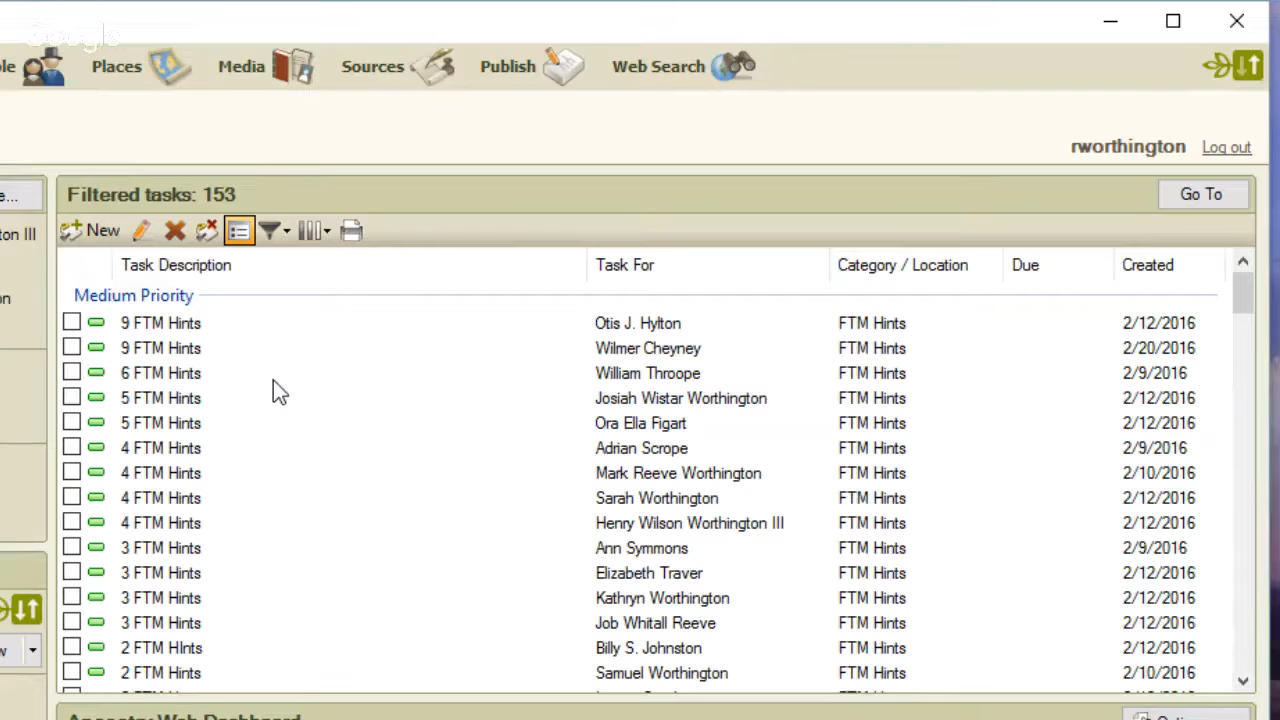 Google
le Places Media Sources Publish Web Search
rworthington Log out
e... Filtered tasks: 153 Go To
New
ton III
Task Description Task For Category / Location Due Created
Medium Priority
on
9 FTM Hints Otis J. Hylton FTM Hints 2/12/2016
9 FTM Hints Wilmer Cheyney FTM Hints 2/20/2016
6 FTM Hints William Throope FTM Hints 2/9/2016
5 FTM Hints Josiah Wistar Worthington FTM Hints 2/12/2016
5 FTM Hints Ora Ella Figart FTM Hints 2/12/2016
4 FTM Hints Adrian Scrope FTM Hints 2/9/2016
4 FTM Hints Mark Reeve Worthington FTM Hints 2/10/2016
4 FTM Hints Sarah Worthington FTM Hints 2/12/2016
4 FTM Hints Henry Wilson Worthington III FTM Hints 2/12/2016
3 FTM Hints Ann Symmons FTM Hints 2/9/2016
3 FTM Hints Elizabeth Traver FTM Hints 2/12/2016
3 FTM Hints Kathryn Worthington FTM Hints 2/12/2016
3 FTM Hints Job Whitall Reeve FTM Hints 2/12/2016
w 2 FTM HInts Billy S. Johnston FTM Hints 2/12/2016
2 FTM Hints Samuel Worthington FTM Hints 2/10/2016
Ancestry Web Dashboard